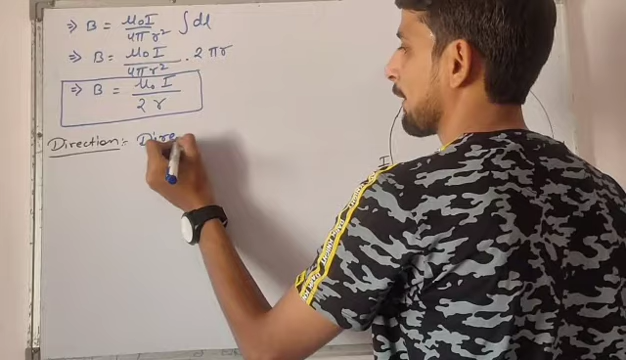 ⇒ B = μ₀I / 4πr² ∫dl
⇒ B = μ₀I / 4πr² . 2πr
⇒ B = μ₀I / 2r
Direction:- Dire
I